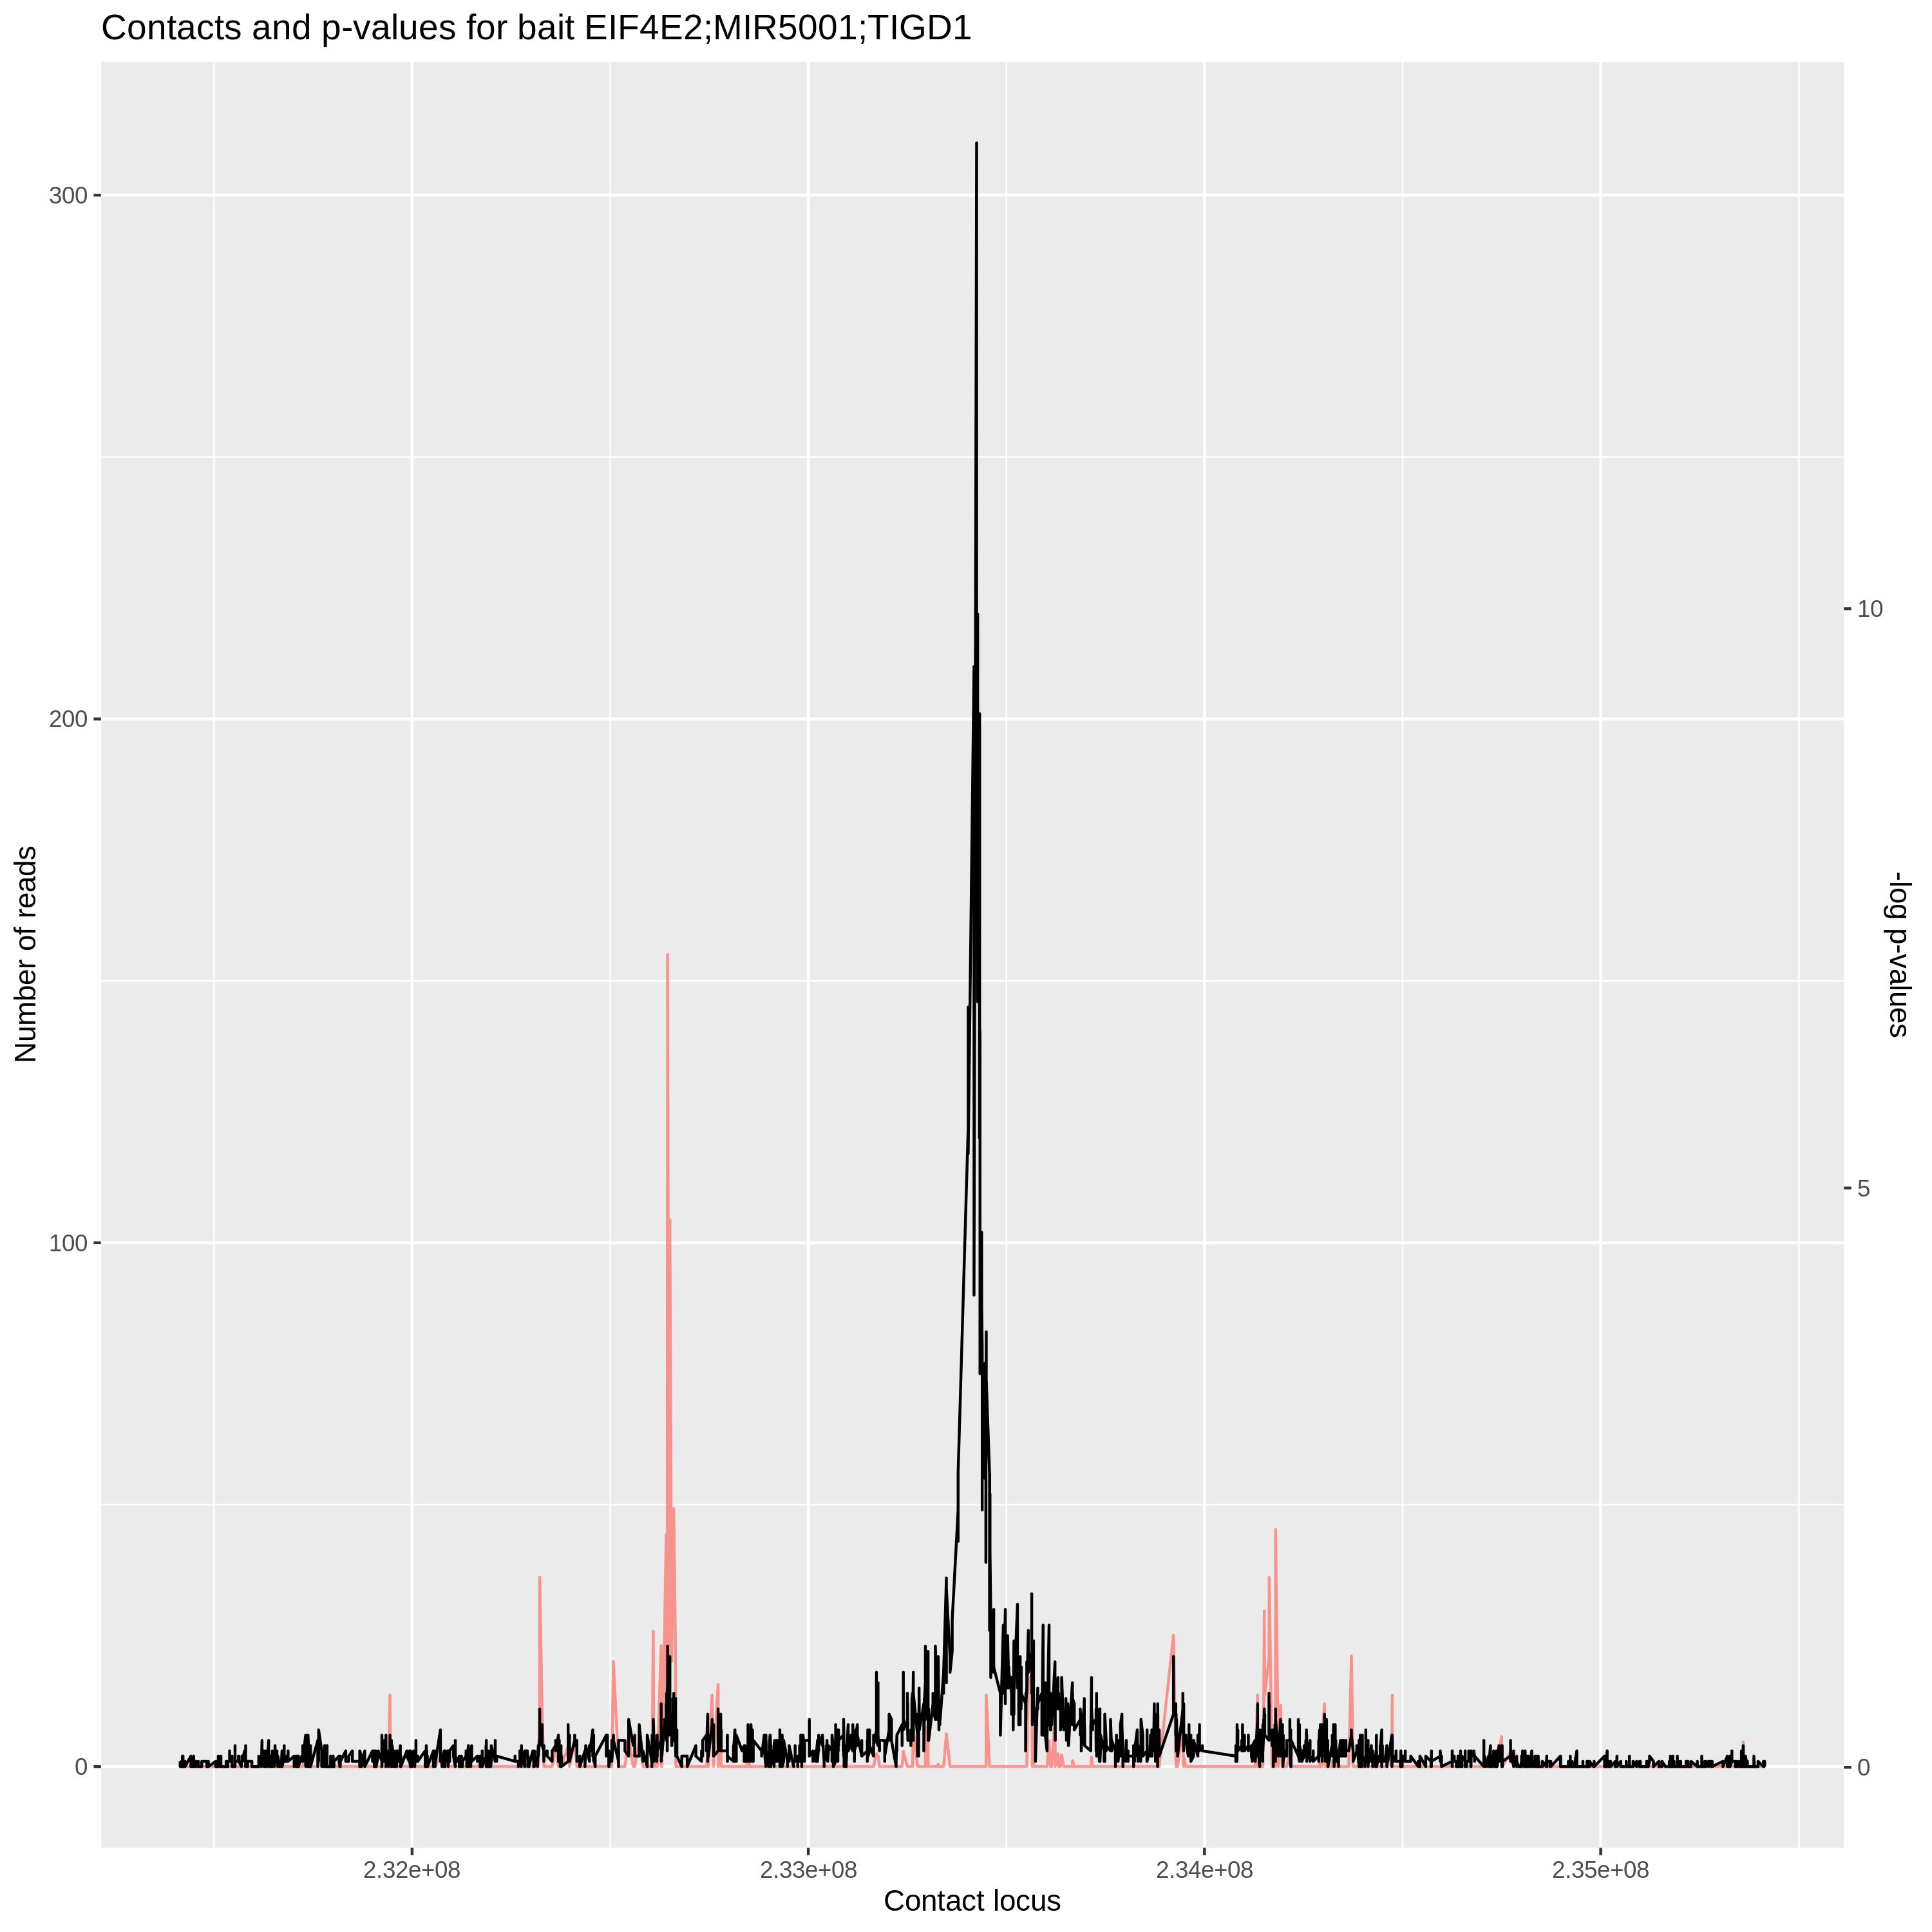 Contacts and p-values for bait EIF4E2;MIR5001;TIGD1
300
200
100
0
Number of reads
10
5
0
-log p-values
2.32e+08
2.33e+08
2.34e+08
2.35e+08
Contact locus